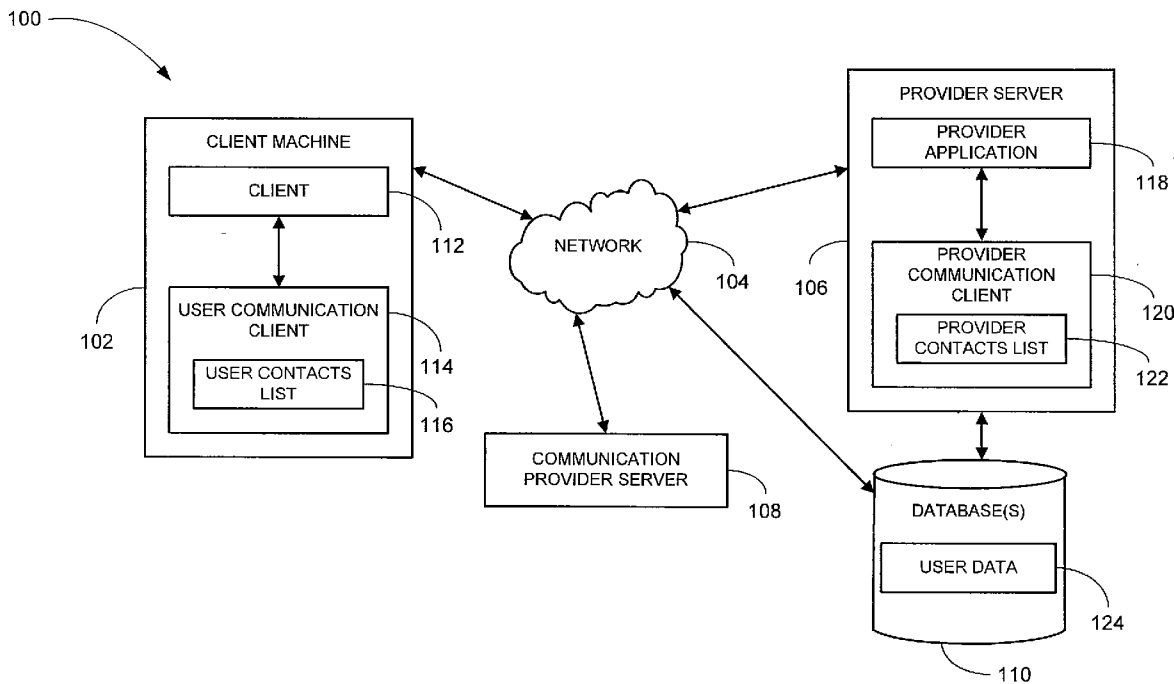 100
CLIENT MACHINE
CLIENT
112
USER COMMUNICATION
CLIENT
114
USER CONTACTS
LIST
116
102
NETWORK
104
COMMUNICATION
PROVIDER SERVER
108
PROVIDER SERVER
PROVIDER
APPLICATION
118
106
PROVIDER
COMMUNICATION
CLIENT
120
PROVIDER
CONTACTS LIST
122
DATABASE(S)
USER DATA
124
110